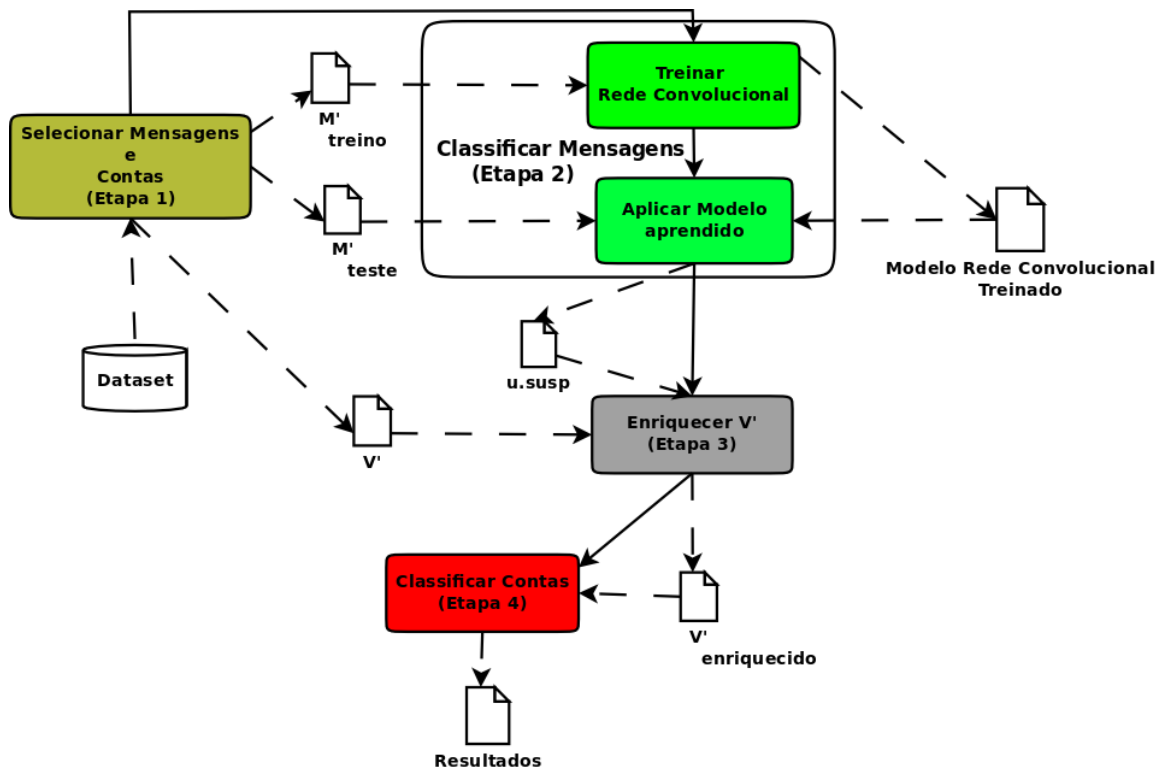 Treinar
Rede Convolucional
M'
treino
Selecionar Mensagens
e
Contas
(Etapa 1)
Classificar Mensagens
(Etapa 2)
Aplicar Modelo
aprendido
M'
teste
Modelo Rede Convolucional
Treinado
Dataset
u.susp
Enriquecer V'
(Etapa 3)
V'
Classificar Contas
(Etapa 4)
V'
enriquecido
Resultados